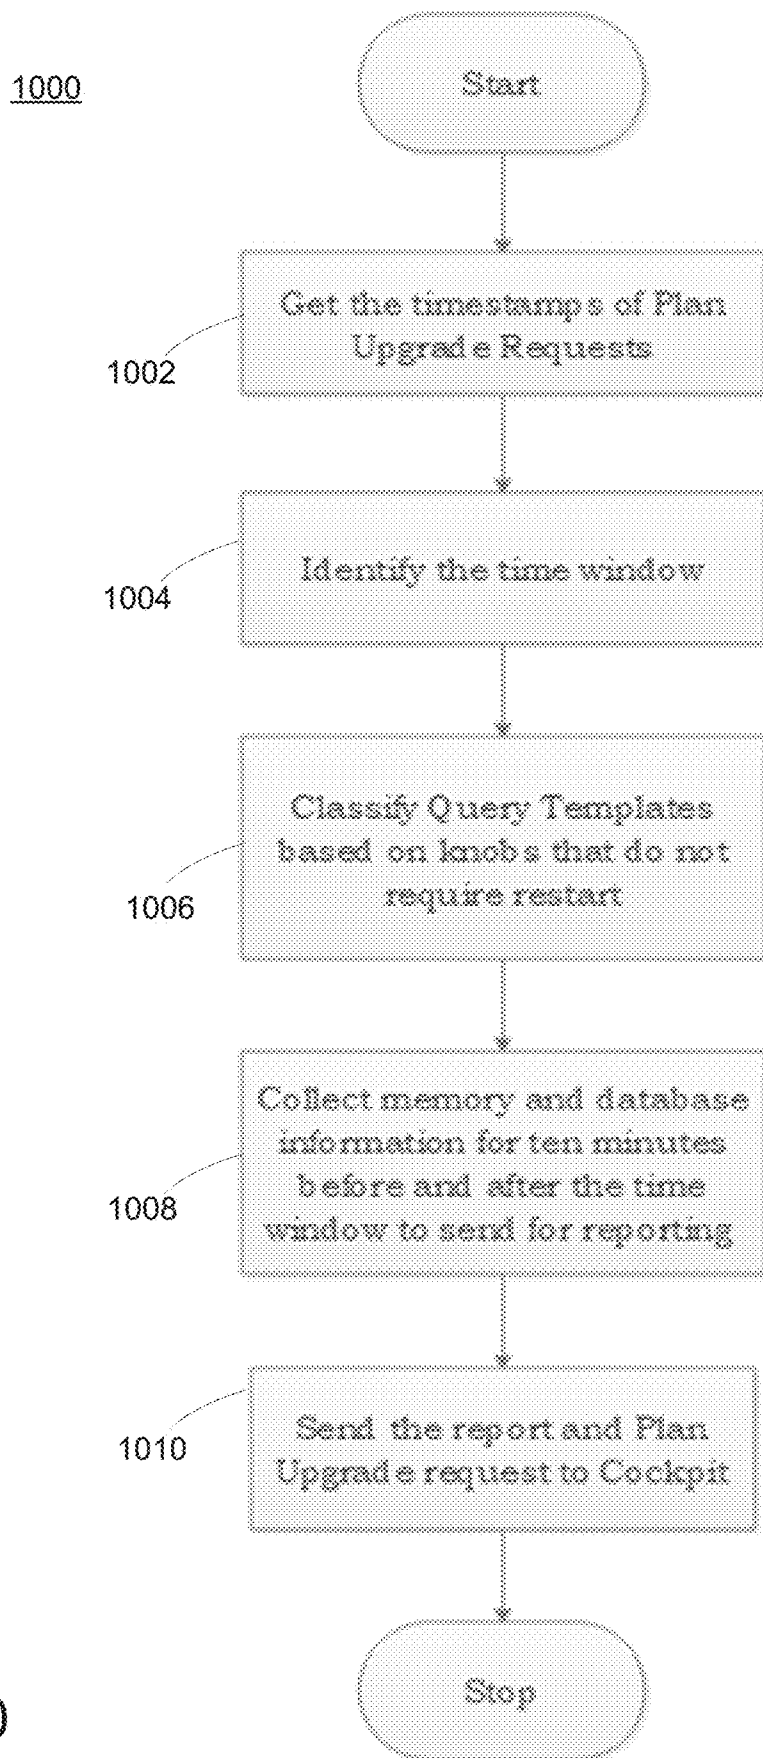 1000
Start
Get the timestamps of Plan
Upgrade Requests
1002
Identify the time window
1004
Classify Query Templates
based on knobs that do not
require restart
1006
Collect memory and database
information for ten minutes
before and after the time
window to send for reporting
1008
Send the report and Plan
Upgrade request to Cockpit
1010
Stop